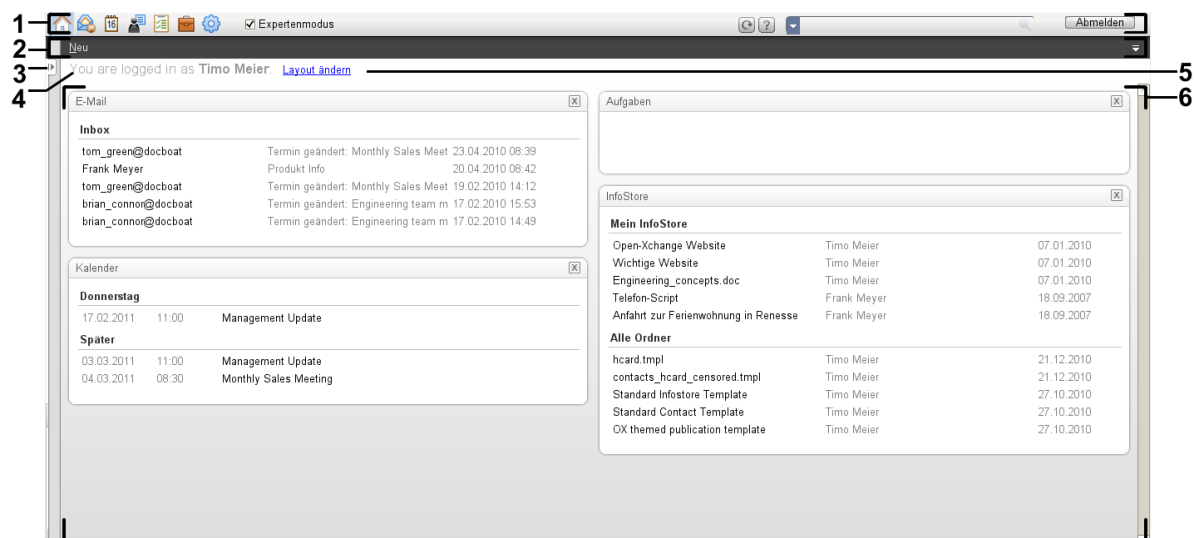 1
16
Expertenmodus
?
Abmelden
2
Neu
3
4
You are logged in as Timo Meier. Layout ändern
5
6
E-Mail X
Inbox
tom_green@docboat Termin geändert: Monthly Sales Meet 23.04.2010 08:39
Frank Meyer Produkt Info 20.04.2010 08:42
tom_green@docboat Termin geändert: Monthly Sales Meet 19.02.2010 14:12
brian_connor@docboat Termin geändert: Engineering team m 17.02.2010 15:53
brian_connor@docboat Termin geändert: Engineering team m 17.02.2010 14:49
Kalender X
Donnerstag
17.02.2011 11:00 Management Update
Später
03.03.2011 11:00 Management Update
04.03.2011 08:30 Monthly Sales Meeting
Aufgaben X
InfoStore X
Mein InfoStore
Open-Xchange Website Timo Meier 07.01.2010
Wichtige Website Timo Meier 07.01.2010
Engineering_concepts.doc Timo Meier 07.01.2010
Telefon-Script Frank Meyer 18.09.2007
Anfahrt zur Ferienwohnung in Renesse Frank Meyer 18.09.2007
Alle Ordner
hcard.tmpl Timo Meier 21.12.2010
contacts_hcard_censored.tmpl Timo Meier 21.12.2010
Standard Infostore Template Timo Meier 27.10.2010
Standard Contact Template Timo Meier 27.10.2010
OX themed publication template Timo Meier 27.10.2010